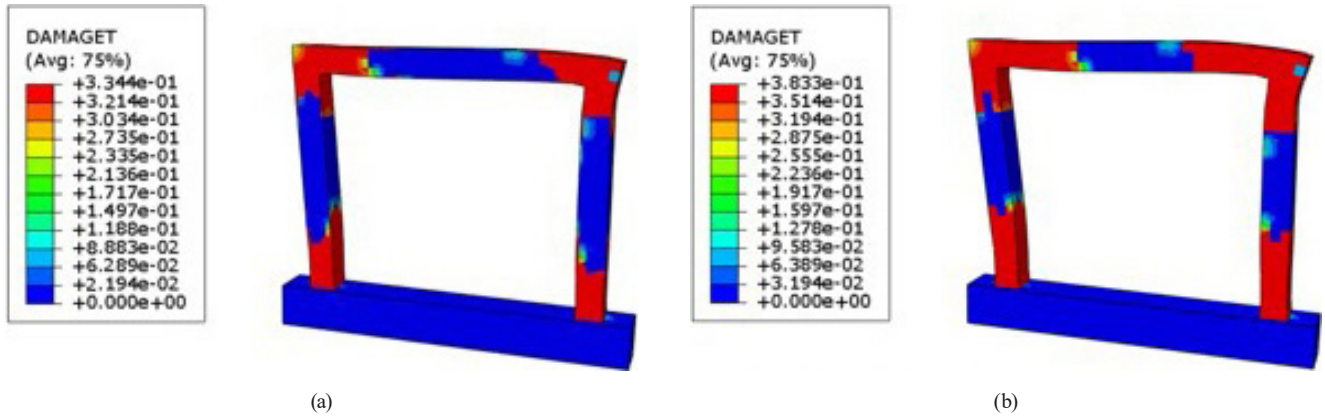 DAMAGET
(Avg: 75%)
+3.344e-01
+3.214e-01
+3.034e-01
+2.735e-01
+2.335e-01
+2.136e-01
+1.717e-01
+1.497e-01
+1.188e-01
+8.883e-02
+6.289e-02
+2.194e-02
+0.000e+00
(a)
DAMAGET
(Avg: 75%)
+3.833e-01
+3.514e-01
+3.194e-01
+2.875e-01
+2.555e-01
+2.236e-01
+1.917e-01
+1.597e-01
+1.278e-01
+9.583e-02
+6.389e-02
+3.194e-02
+0.000e+00
(b)